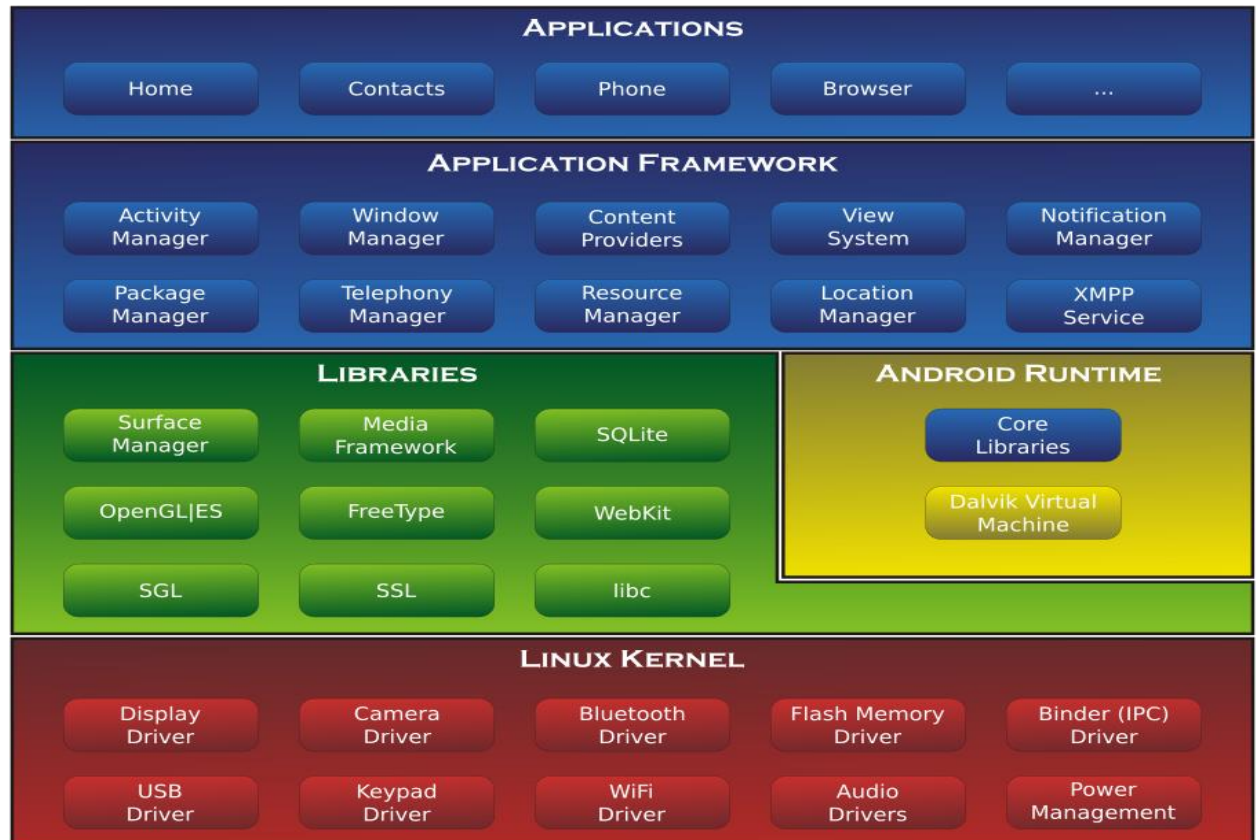 APPLICATIONS
Home
Contacts
Phone
Browser
...
APPLICATION FRAMEWORK
Activity
Manager
Window
Manager
Content
Providers
View
System
Notification
Manager
Package
Manager
Telephony
Manager
Resource
Manager
Location
Manager
XMPP
Service
LIBRARIES
Surface
Manager
Media
Framework
SQLite
OpenGL|ES
FreeType
WebKit
SGL
SSL
libc
ANDROID RUNTIME
Core
Libraries
Dalvik Virtual
Machine
LINUX KERNEL
Display
Driver
Camera
Driver
Bluetooth
Driver
Flash Memory
Driver
Binder (IPC)
Driver
USB
Driver
Keypad
Driver
WiFi
Driver
Audio
Drivers
Power
Management